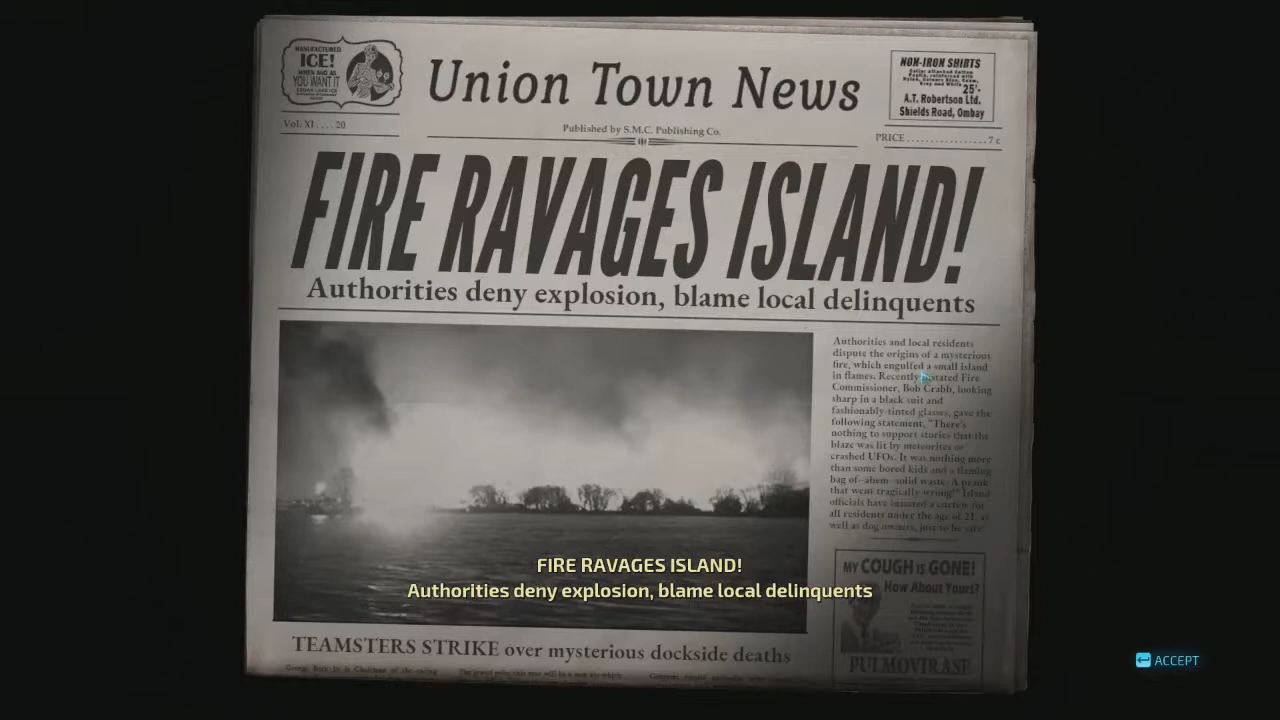 MANUFACTURED
ICE!
WHEN AND AS
YOU WANT IT
CEDAR LAKE ICE
Union Town News
NON-IRON SHIRTS
25'-
A.T. Robertson Ltd.
Shields Road, Ombay
Vol. XI .... 20
Published by S.M.C. Publishing Co.
PRICE .................. 7 c
FIRE RAVAGES ISLAND!
Authorities deny explosion, blame local delinquents
Authorities and local residents
dispute the origins of a mysterious
fire, which engulfed a small island
in flames. Recently Fire
Commissioner, Bob Crabb, looking
sharp in a black suit and
fashionably-tinted glasses, gave the
following statement, "There's
nothing to support stories that the
blaze was lit by meteorites or
crashed UFOs. It was nothing more
than some bored kids and a flaming
bag of--ahem--solid waste. A prank
that went tragically wrong!" Island
officials have instated a curfew for
all residents under the age of 21, as
well as dog owners, just to be safe.
FIRE RAVAGES ISLAND!
Authorities deny explosion, blame local delinquents
MY COUGH IS GONE!
How About Yours?
PULMOVITRASE
TEAMSTERS STRIKE over mysterious dockside deaths
ACCEPT